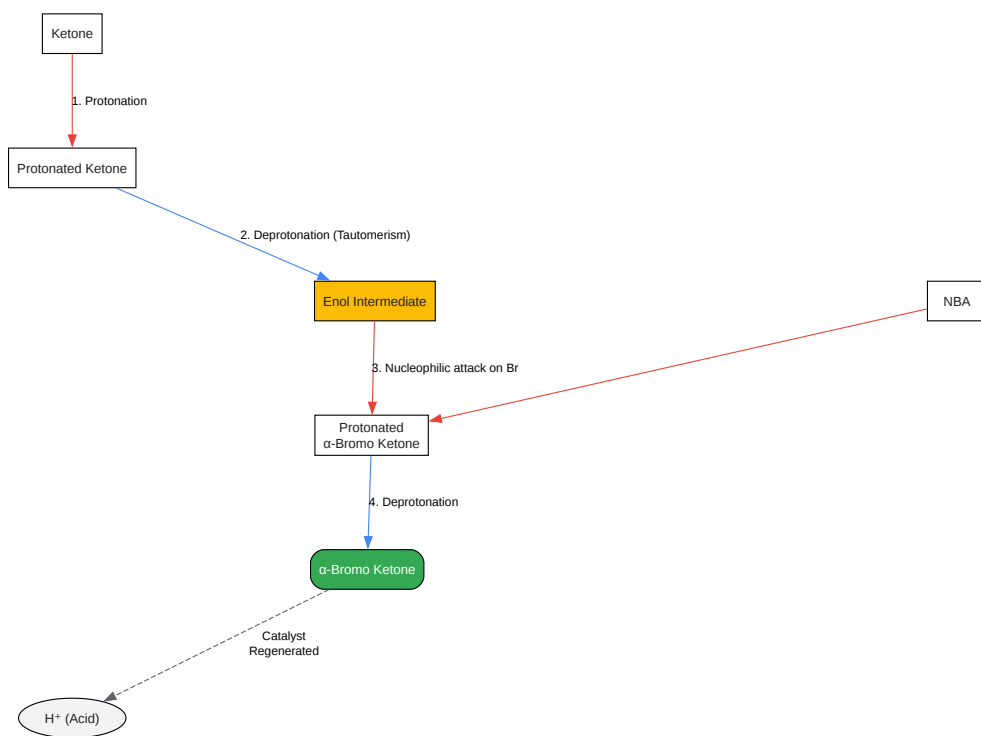 Ketone
1. Protonation
Protonated Ketone
2. Deprotonation (Tautomerism)
Enol Intermediate
NBA
3. Nucleophilic attack on Br
Protonated
α-Bromo Ketone
4. Deprotonation
α-Bromo Ketone
Catalyst
Regenerated
H⁺ (Acid)